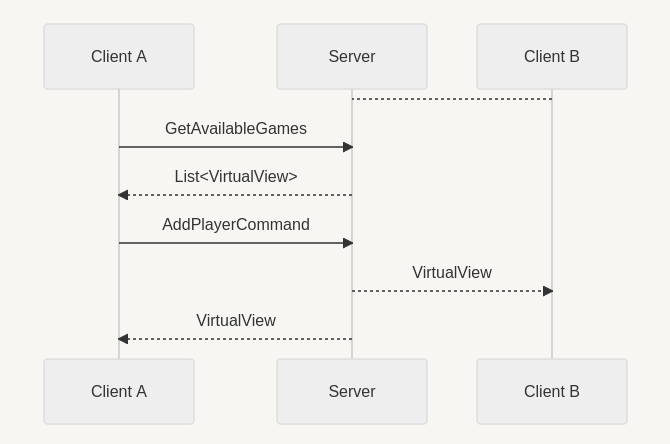 Client A
Server
Client B
GetAvailableGames
List<VirtualView>
AddPlayerCommand
VirtualView
VirtualView
Client A
Server
Client B